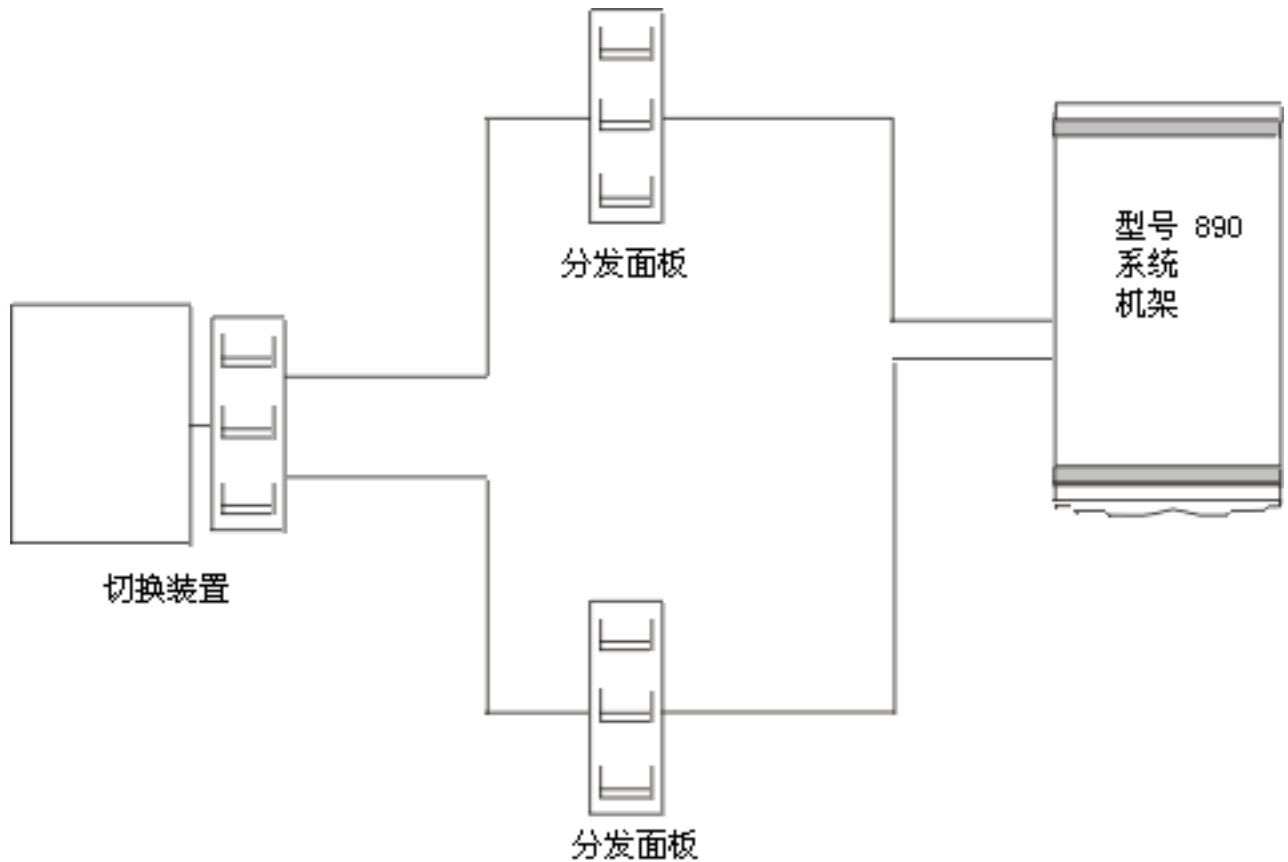 分发面板
型号 890
系统
机架
切换装置
分发面板